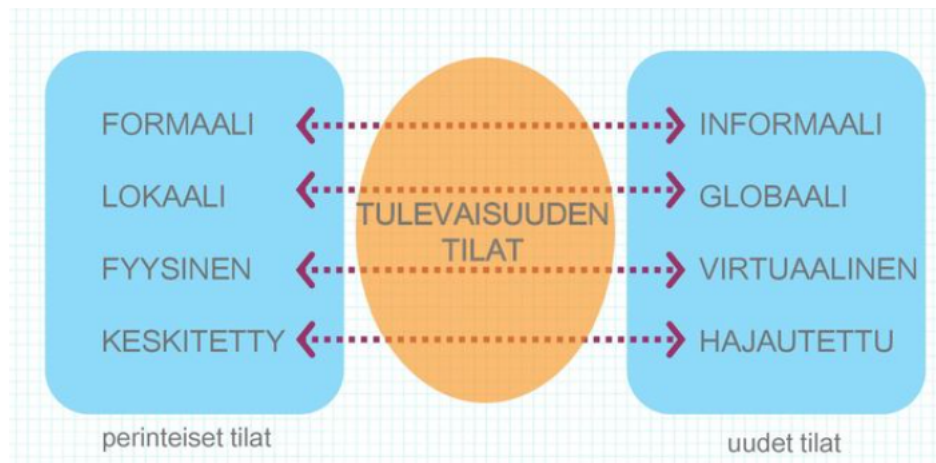 FORMAALI
LOKAALI
FYYSINEN
KESKITETTY
perinteiset tilat
TULEVAISUUDEN
TILAT
INFORMAALI
GLOBAALI
VIRTUAALINEN
HAJAUTETTU
uudet tilat